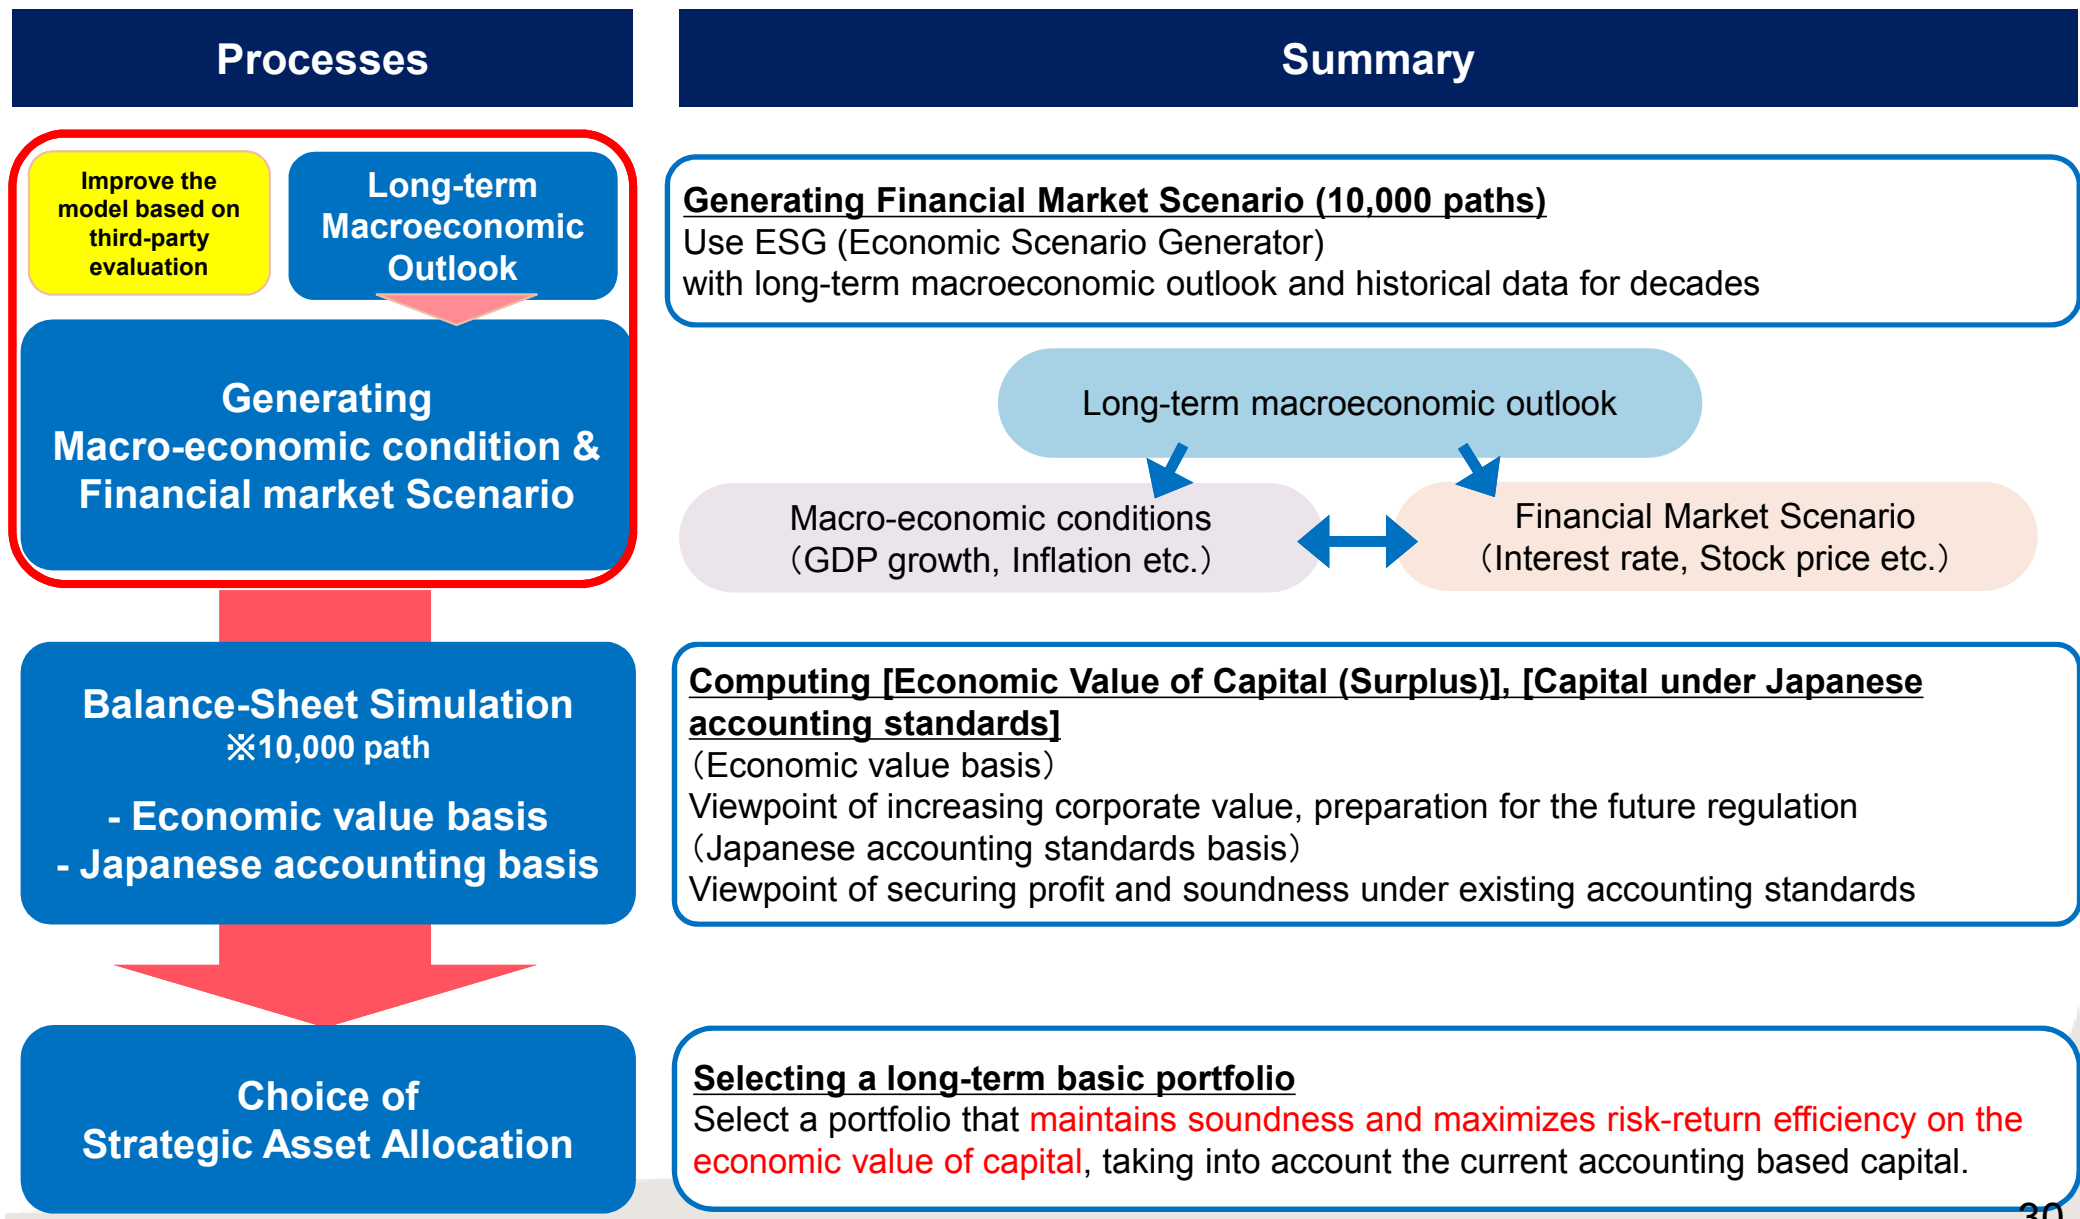 Processes
Summary
Improve the
model based on
third-party
evaluation
Long-term
Macroeconomic
Outlook
Generating
Macro-economic condition &
Financial market Scenario
Generating Financial Market Scenario (10,000 paths)
Use ESG (Economic Scenario Generator)
with long-term macroeconomic outlook and historical data for decades
Long-term macroeconomic outlook
Macro-economic conditions
（GDP growth, Inflation etc.）
Financial Market Scenario
（Interest rate, Stock price etc.）
Balance-Sheet Simulation
※10,000 path
- Economic value basis
- Japanese accounting basis
Computing [Economic Value of Capital (Surplus)], [Capital under Japanese
accounting standards]
（Economic value basis）
Viewpoint of increasing corporate value, preparation for the future regulation
（Japanese accounting standards basis）
Viewpoint of securing profit and soundness under existing accounting standards
Choice of
Strategic Asset Allocation
Selecting a long-term basic portfolio
Select a portfolio that maintains soundness and maximizes risk-return efficiency on the
economic value of capital, taking into account the current accounting based capital.
30